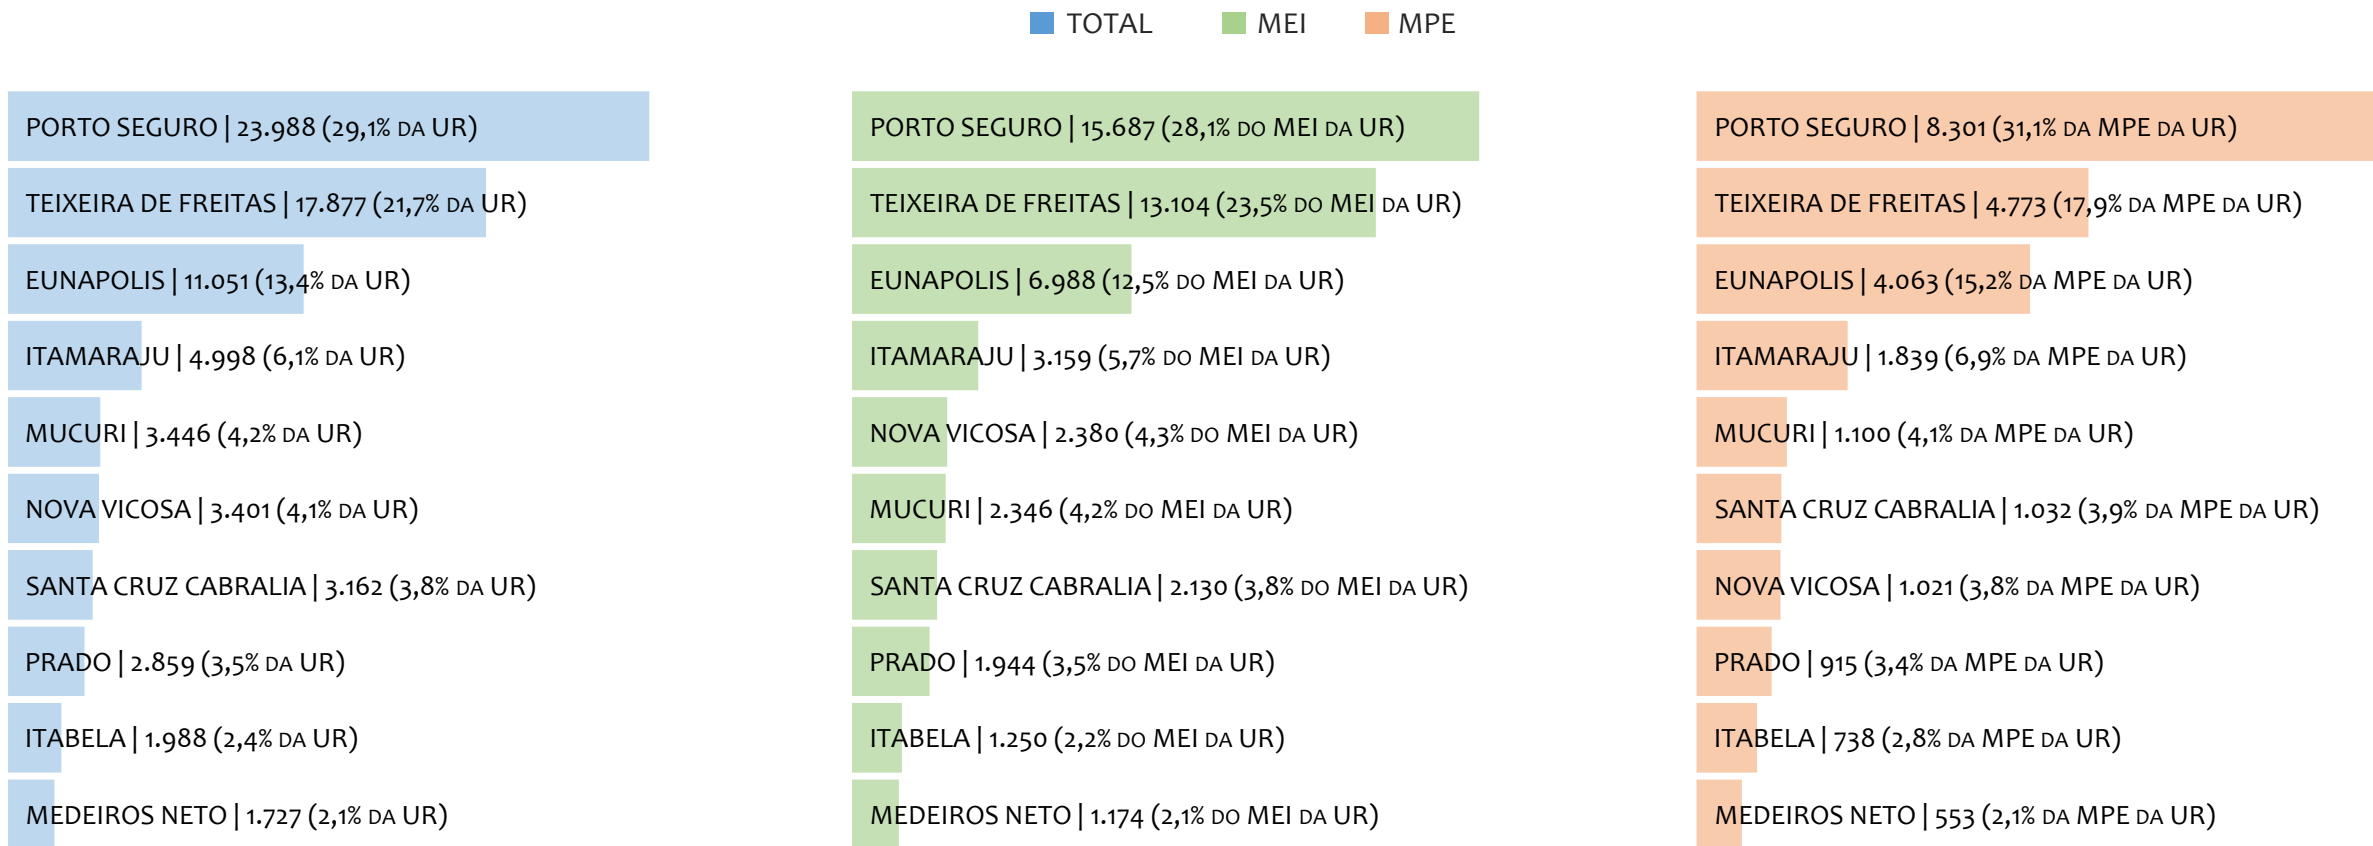 TOTAL MEI MPE
PORTO SEGURO | 23.988 (29,1% DA UR)
TEIXEIRA DE FREITAS | 17.877 (21,7% DA UR)
EUNAPOLIS | 11.051 (13,4% DA UR)
ITAMARAJU | 4.998 (6,1% DA UR)
MUCURI | 3.446 (4,2% DA UR)
NOVA VICOSA | 3.401 (4,1% DA UR)
SANTA CRUZ CABRALIA | 3.162 (3,8% DA UR)
PRADO | 2.859 (3,5% DA UR)
ITABELA | 1.988 (2,4% DA UR)
MEDEIROS NETO | 1.727 (2,1% DA UR)
PORTO SEGURO | 15.687 (28,1% DO MEI DA UR)
TEIXEIRA DE FREITAS | 13.104 (23,5% DO MEI DA UR)
EUNAPOLIS | 6.988 (12,5% DO MEI DA UR)
ITAMARAJU | 3.159 (5,7% DO MEI DA UR)
NOVA VICOSA | 2.380 (4,3% DO MEI DA UR)
MUCURI | 2.346 (4,2% DO MEI DA UR)
SANTA CRUZ CABRALIA | 2.130 (3,8% DO MEI DA UR)
PRADO | 1.944 (3,5% DO MEI DA UR)
ITABELA | 1.250 (2,2% DO MEI DA UR)
MEDEIROS NETO | 1.174 (2,1% DO MEI DA UR)
PORTO SEGURO | 8.301 (31,1% DA MPE DA UR)
TEIXEIRA DE FREITAS | 4.773 (17,9% DA MPE DA UR)
EUNAPOLIS | 4.063 (15,2% DA MPE DA UR)
ITAMARAJU | 1.839 (6,9% DA MPE DA UR)
MUCURI | 1.100 (4,1% DA MPE DA UR)
SANTA CRUZ CABRALIA | 1.032 (3,9% DA MPE DA UR)
NOVA VICOSA | 1.021 (3,8% DA MPE DA UR)
PRADO | 915 (3,4% DA MPE DA UR)
ITABELA | 738 (2,8% DA MPE DA UR)
MEDEIROS NETO | 553 (2,1% DA MPE DA UR)